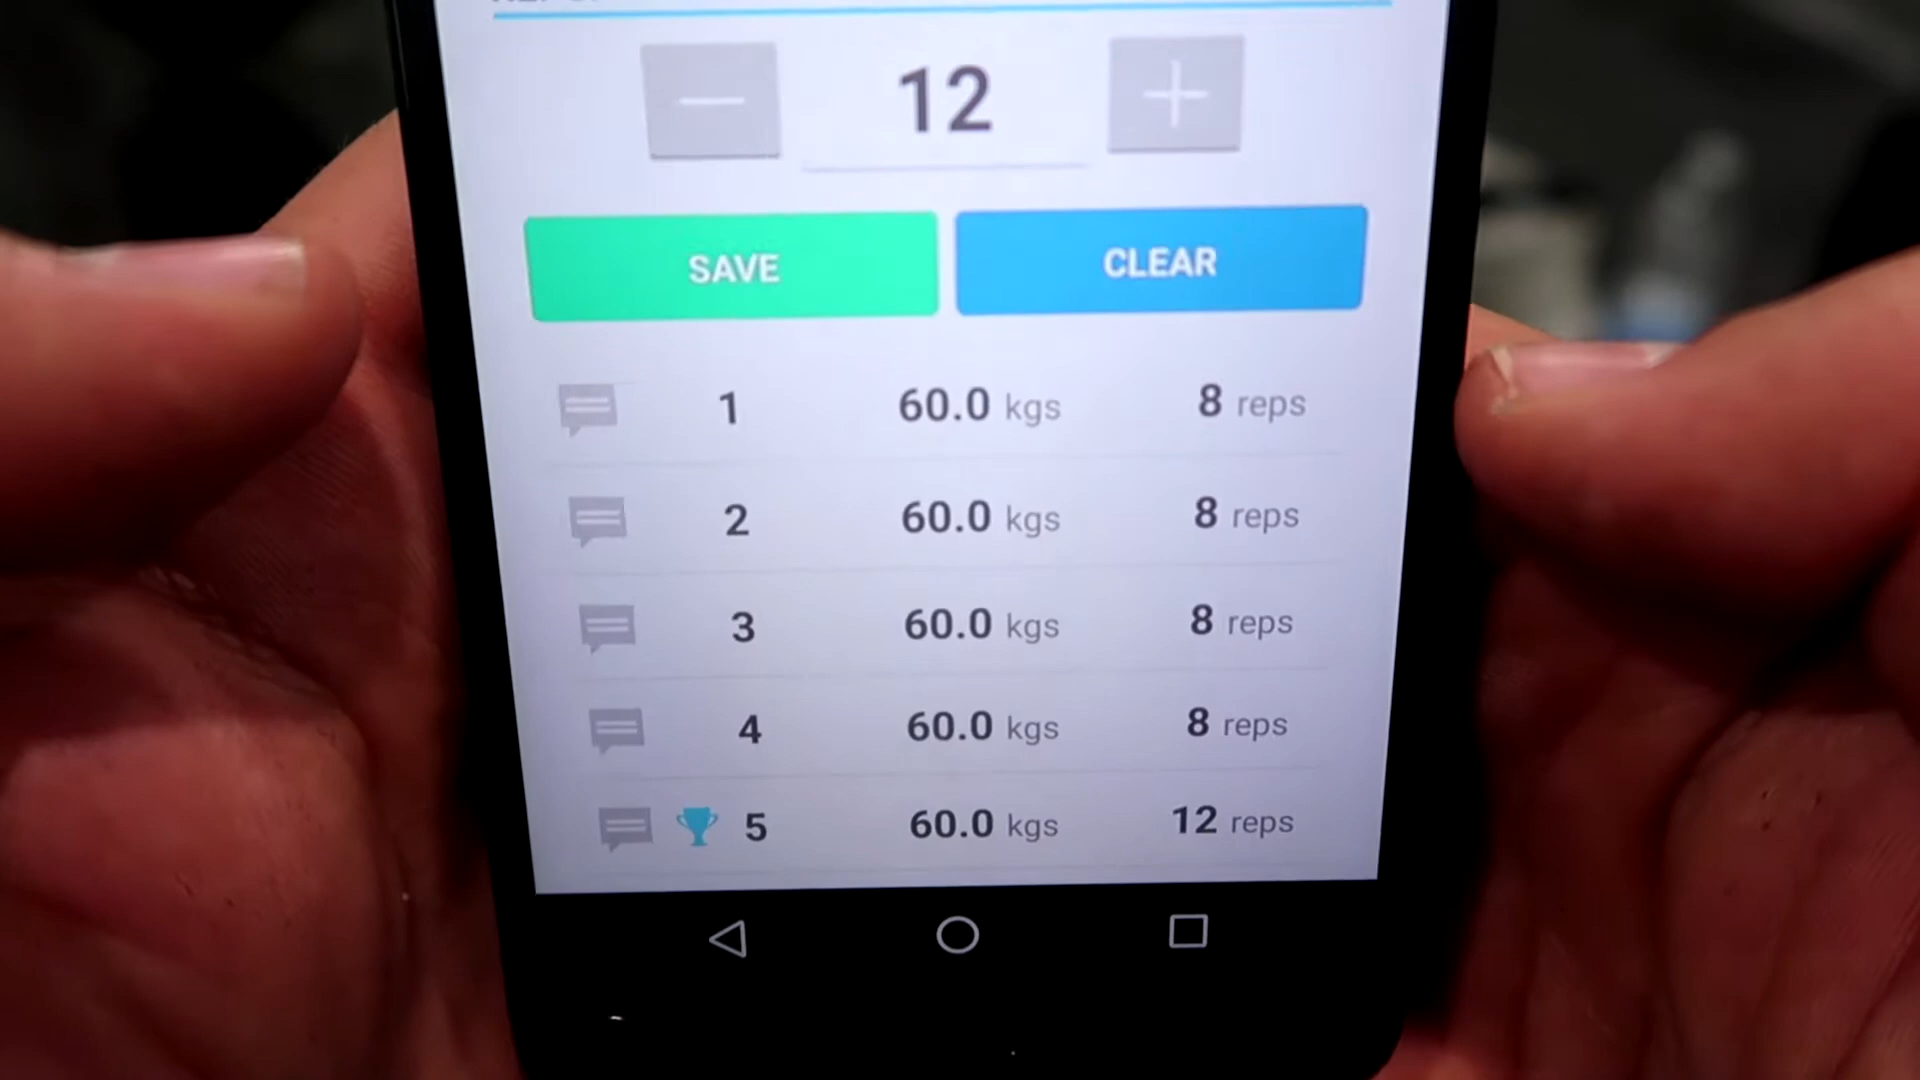 12
SAVE CLEAR
1 60.0 kgs 8 reps
2 60.0 kgs 8 reps
3 60.0 kgs 8 reps
4 60.0 kgs 8 reps
5 60.0 kgs 12 reps